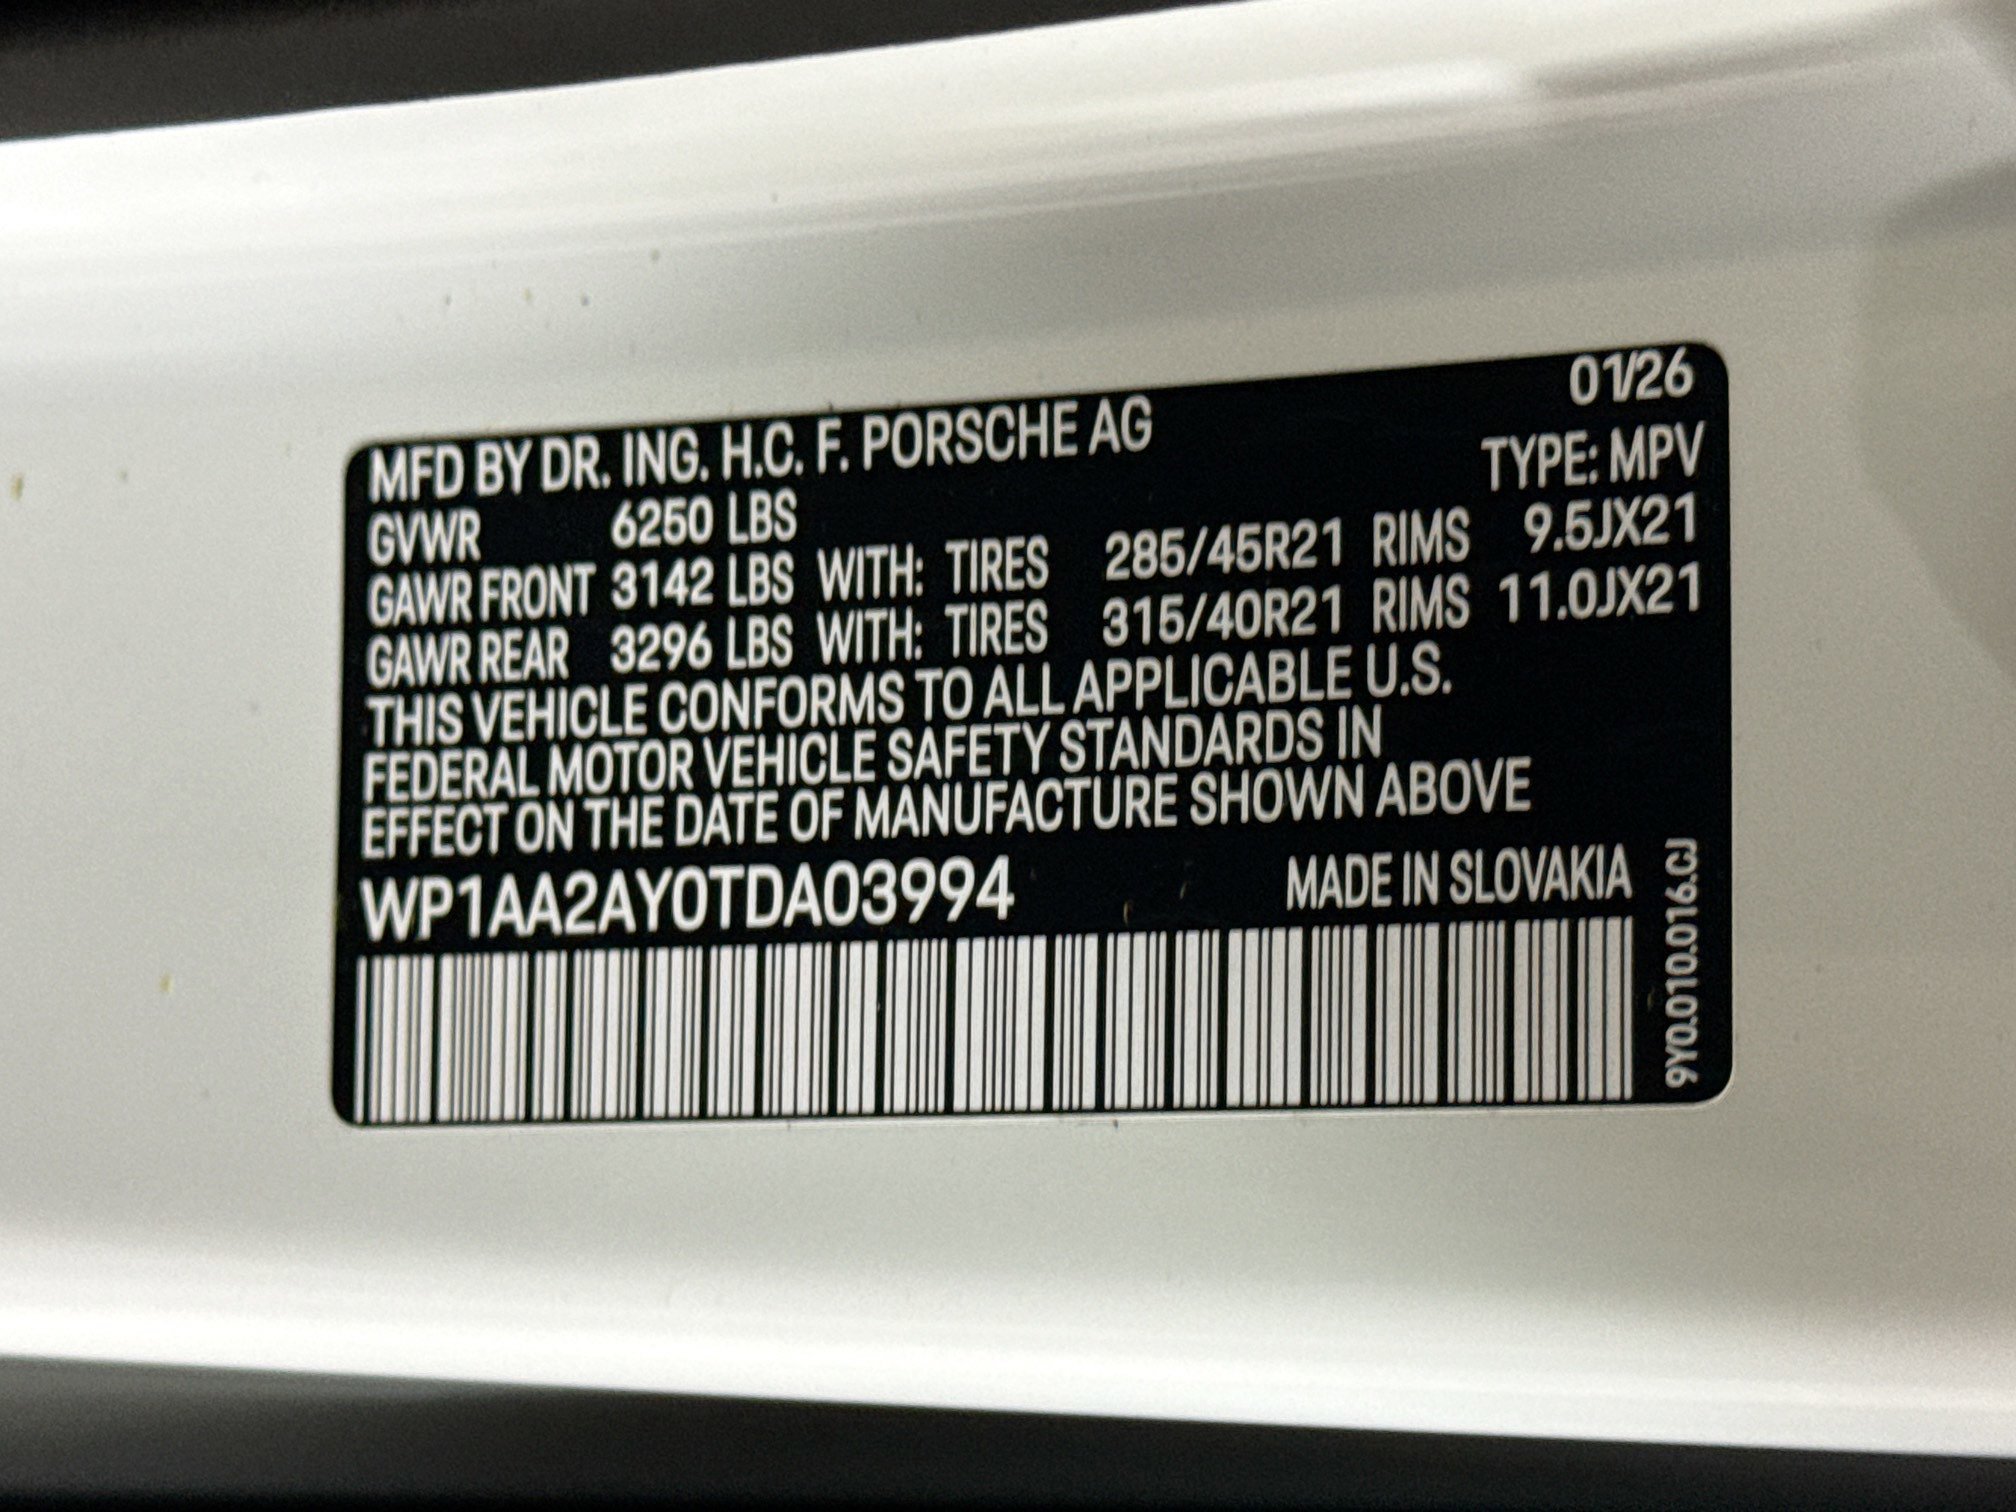 01/26
MFD BY DR. ING. H.C. F. PORSCHE AG
TYPE: MPV
GVWR 6250 LBS
GAWR FRONT 3142 LBS WITH: TIRES 285/45R21 RIMS 9.5JX21
GAWR REAR 3296 LBS WITH: TIRES 315/40R21 RIMS 11.0JX21
THIS VEHICLE CONFORMS TO ALL APPLICABLE U.S.
FEDERAL MOTOR VEHICLE SAFETY STANDARDS IN
EFFECT ON THE DATE OF MANUFACTURE SHOWN ABOVE
WP1AA2AY0TDA03994 MADE IN SLOVAKIA
9Y0.010.016.CJ